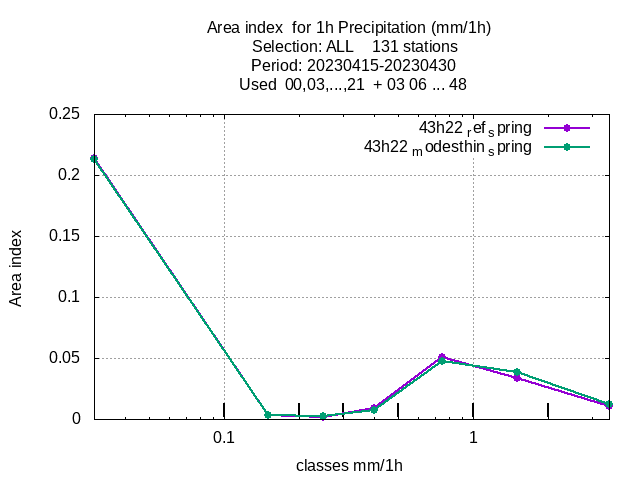 Area index  for 1h Precipitation (mm/1h)
Selection: ALL    131 stations
Period: 20230415-20230430
Used  00,03,...,21  + 03 06 ... 48
43h22 ref spring
43h22 modesthin spring
0.25
0.2
0.15
0.1
0.05
0
Area index
0.1
1
classes mm/1h